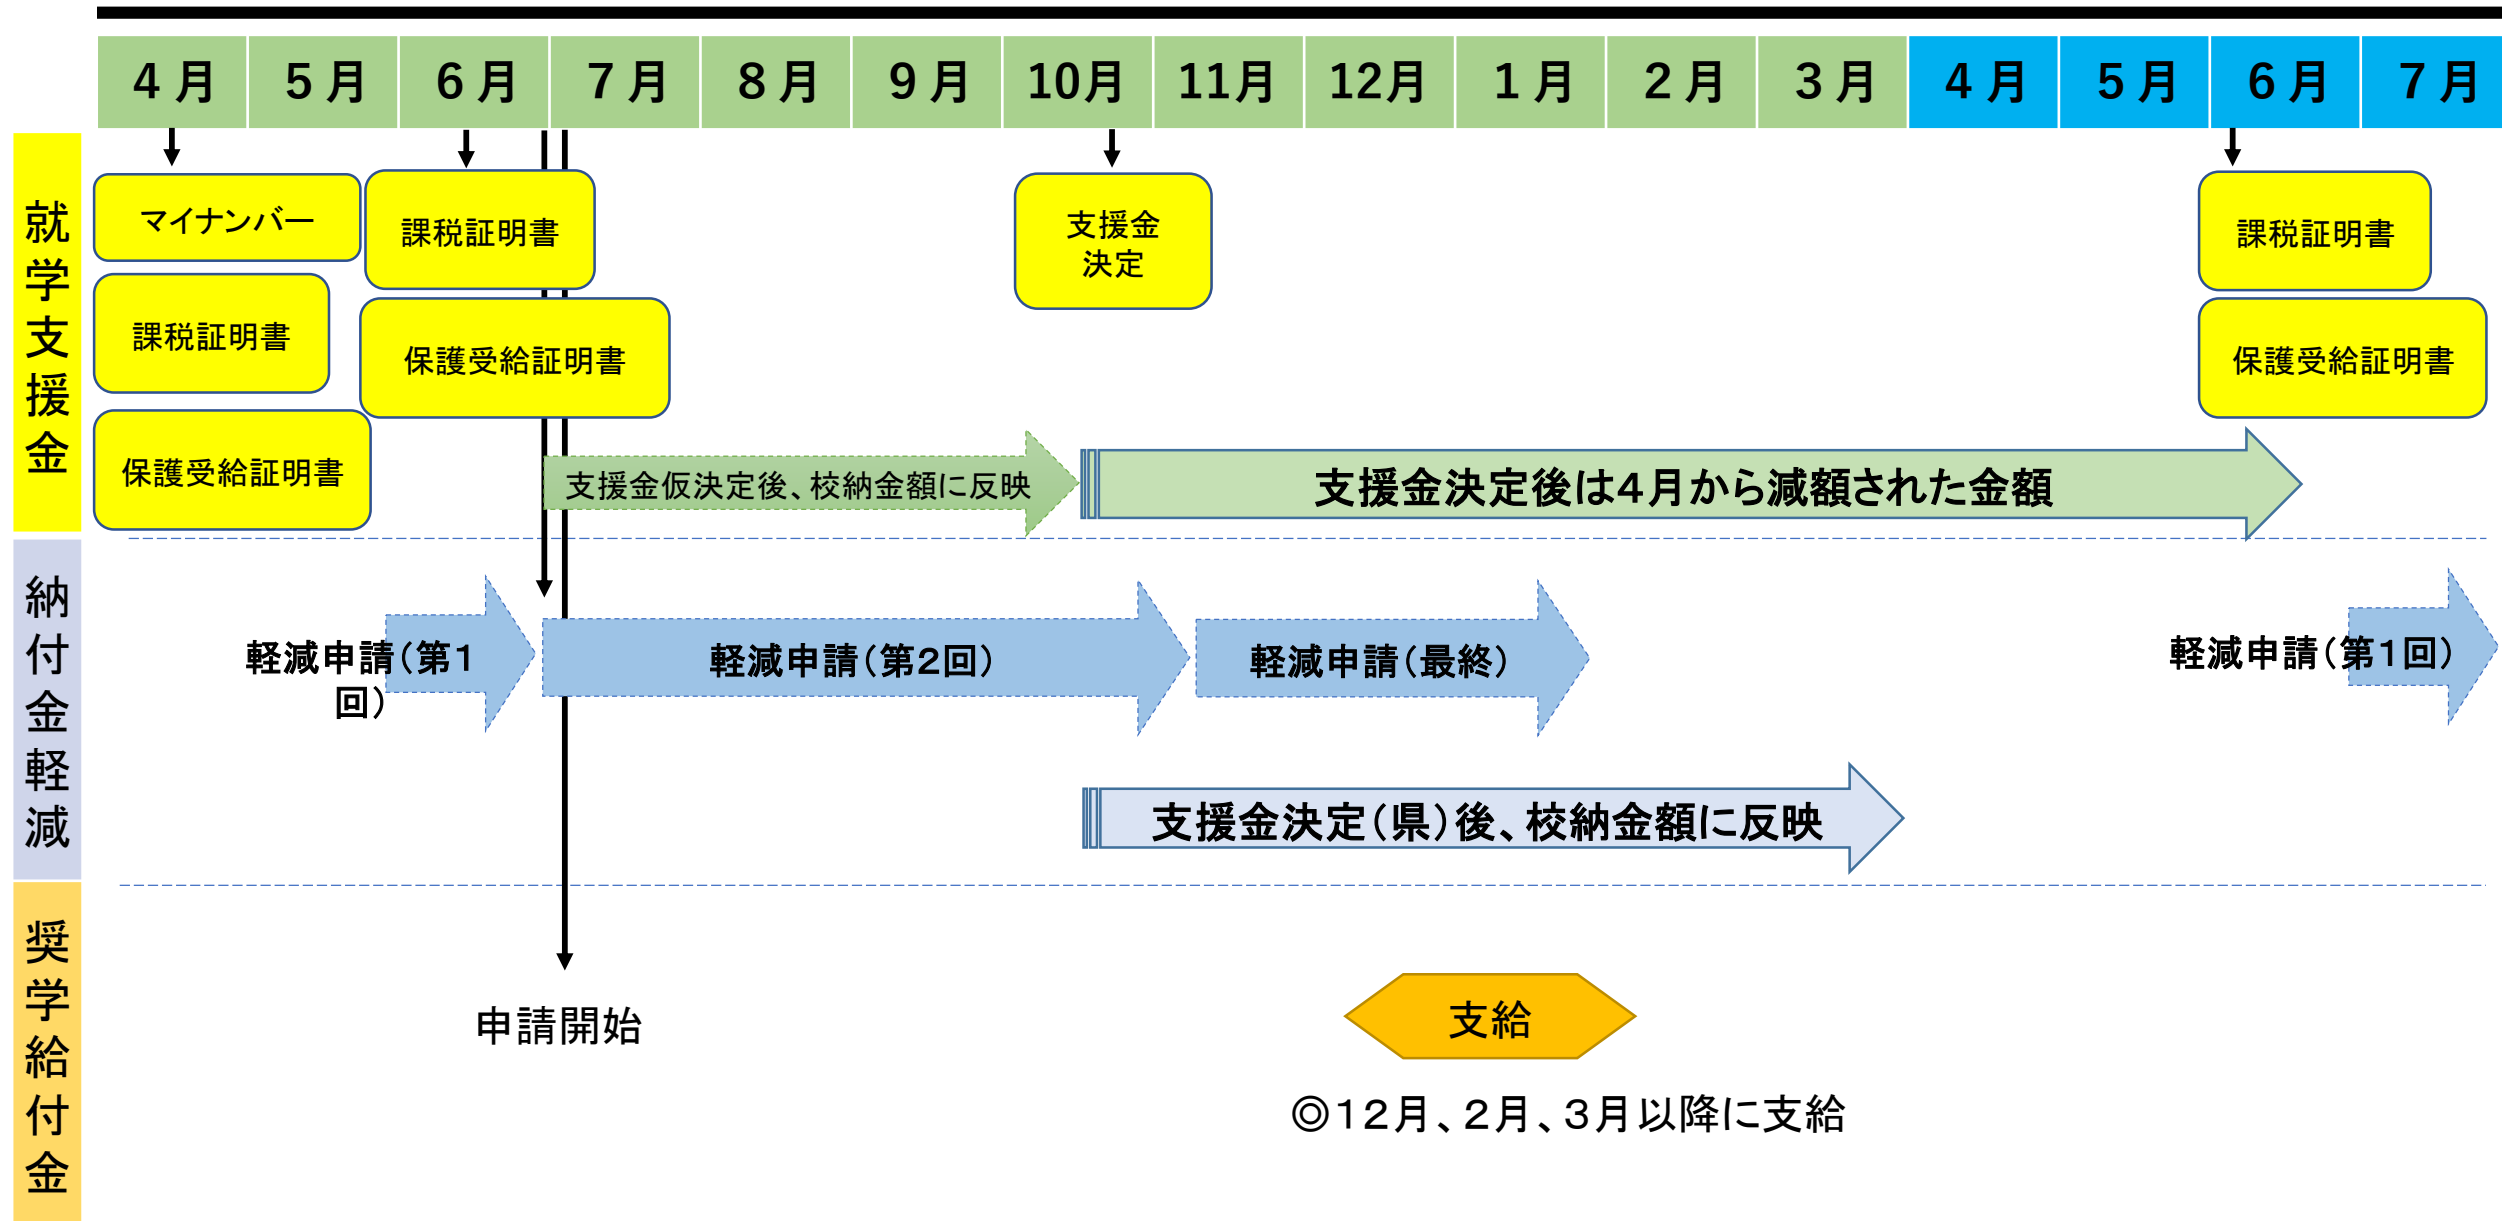 4月 5月 6月 7月 8月 9月 10月 11月 12月 1月 2月 3月 4月 5月 6月 7月
就学支援金
マイナンバー
課税証明書
保護受給証明書
課税証明書
保護受給証明書
支援金
決定
課税証明書
保護受給証明書
支援金仮決定後、校納金額に反映
支援金決定後は4月から減額された金額
納付金軽減
軽減申請(第1
回)
軽減申請(第2回)
軽減申請(最終)
軽減申請(第1回)
支援金決定(県)後、校納金額に反映
奨学給付金
申請開始
支給
◎12月、2月、3月以降に支給